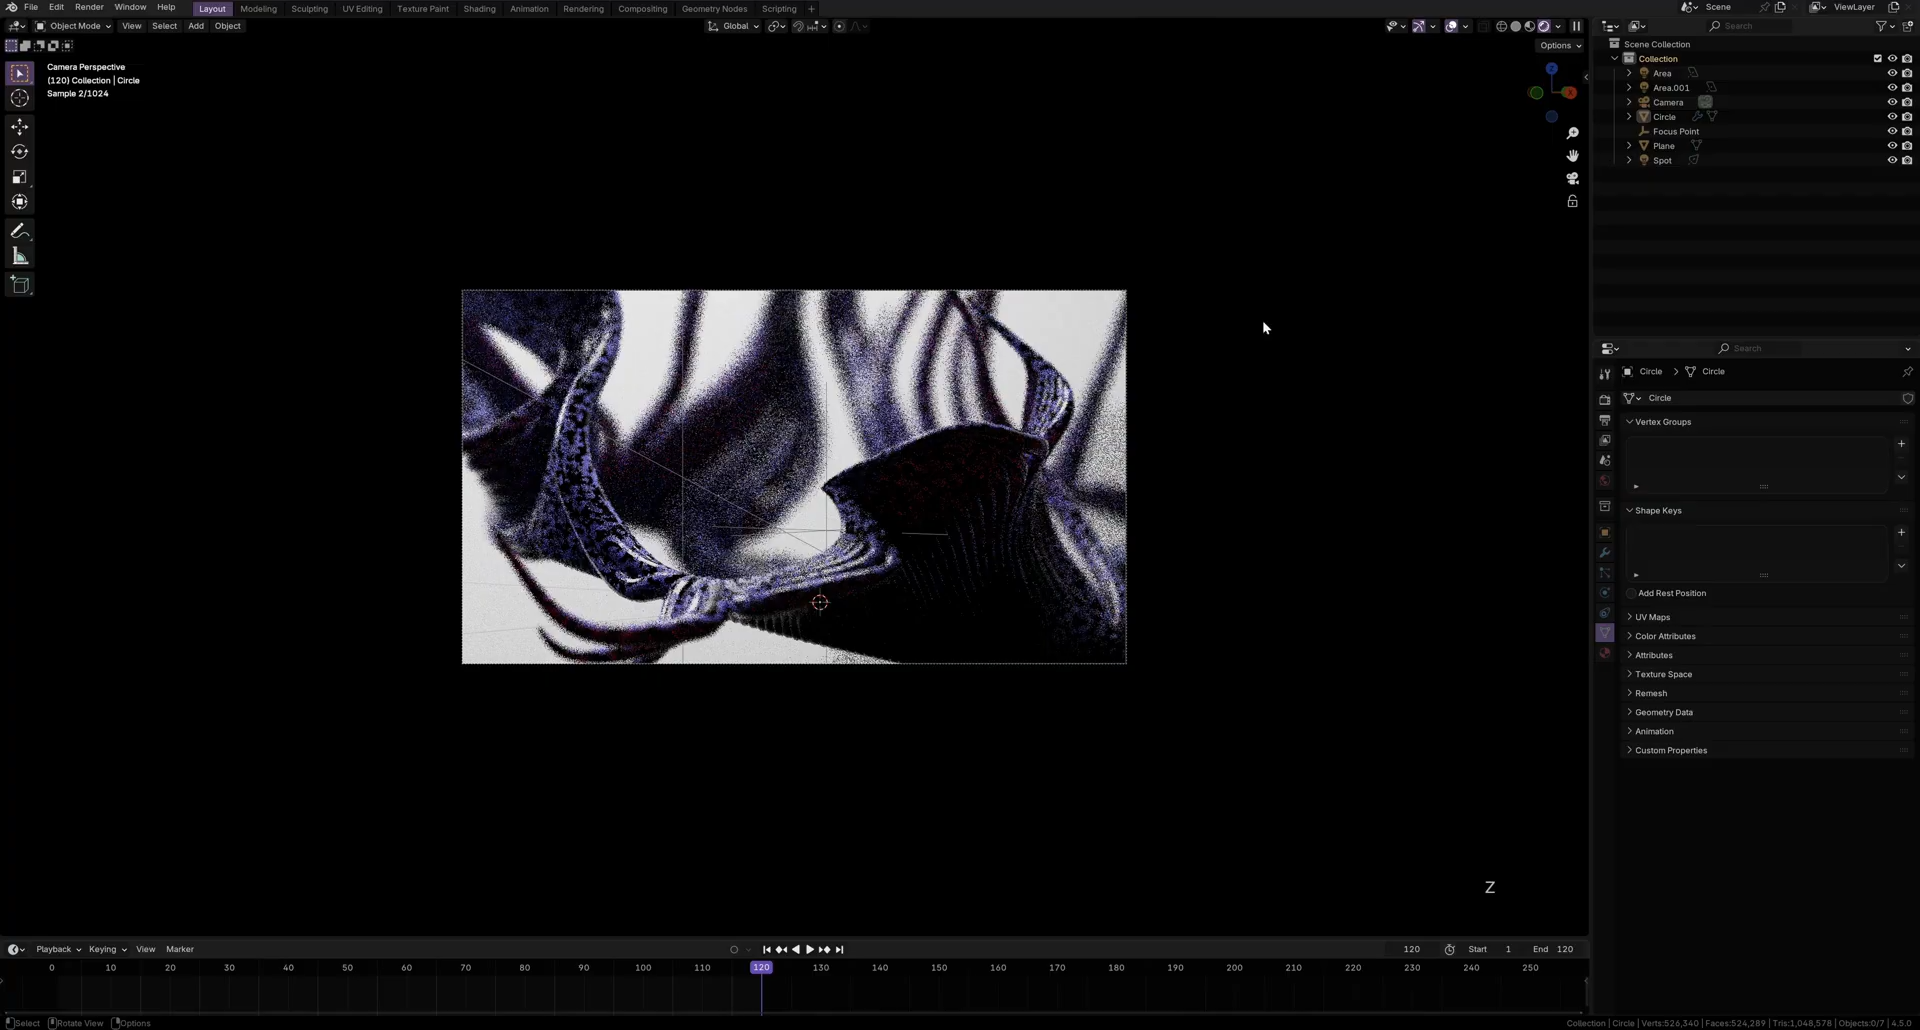 File Edit Render Window Help Layout Modeling Sculpting UV Editing Texture Paint Shading Animation Rendering Compositing Geometry Nodes Scripting + Scene ViewLayer
Object Mode View Select Add Object Global Search
Options
Camera Perspective
(120) Collection | Circle
Sample 2/1024
Z
X
Scene Collection
Collection
Area
Area.001
Camera
Circle
Focus Point
Plane
Spot
Search
Circle > Circle
Circle
Vertex Groups
Shape Keys
Add Rest Position
UV Maps
Color Attributes
Attributes
Texture Space
Remesh
Geometry Data
Animation
Custom Properties
Z
Playback Keying View Marker 120 Start 1 End 120
0 10 20 30 40 50 60 70 80 90 100 110 120 130 140 150 160 170 180 190 200 210 220 230 240 250
Select Rotate View Options Collection | Circle | Verts:526,340 | Faces:524,289 | Tris:1,048,578 | Objects:0/7 | 4.5.0